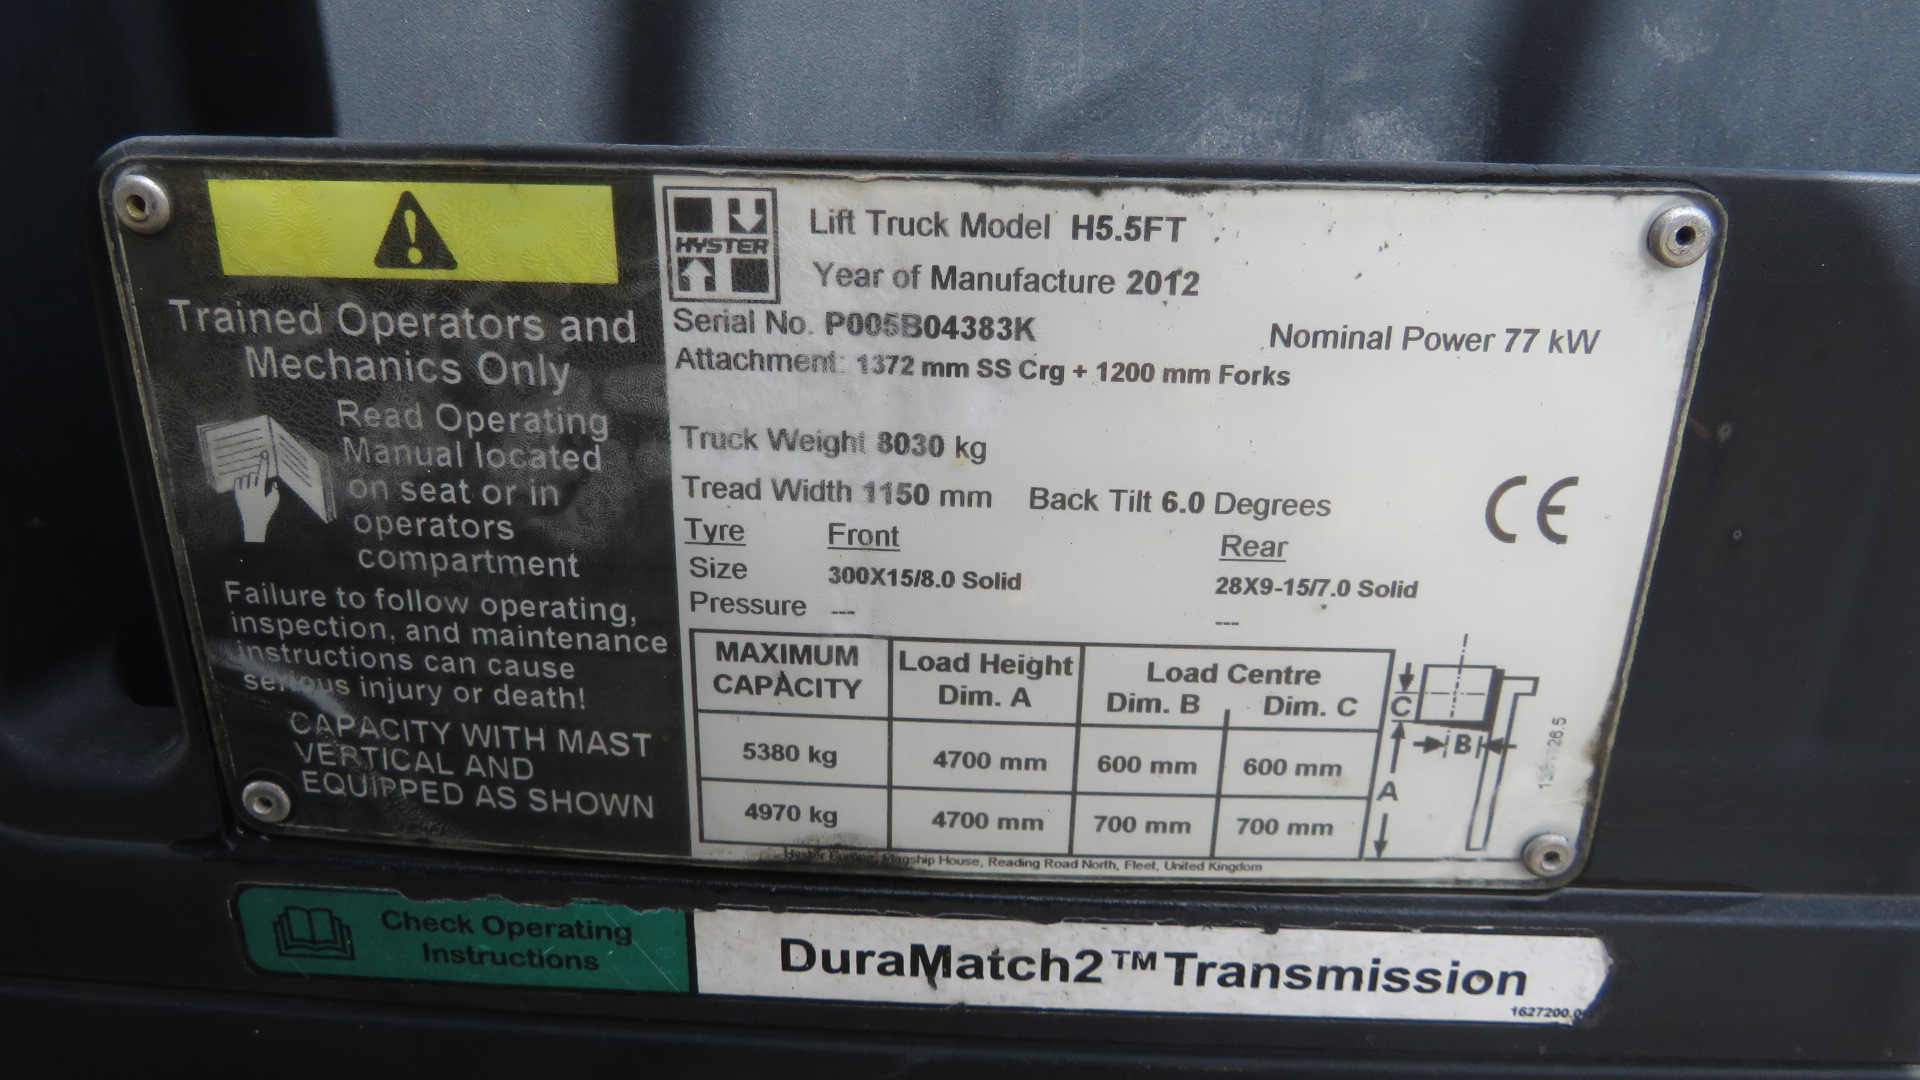 Trained Operators and
Mechanics Only
Read Operating
Manual located
on seat or in
operators
compartment
Failure to follow operating,
inspection, and maintenance
instructions can cause
serious injury or death!
CAPACITY WITH MAST
VERTICAL AND
EQUIPPED AS SHOWN
HYSTER
Lift Truck Model H5.5FT
Year of Manufacture 2012
Serial No. P005B04383K
Nominal Power 77 kW
Attachment: 1372 mm SS Crg + 1200 mm Forks
Truck Weight 8030 kg
Tread Width 1150 mm Back Tilt 6.0 Degrees
CE
Tyre Front Rear
Size 300X15/8.0 Solid 28X9-15/7.0 Solid
Pressure --- ---
MAXIMUM CAPACITY Load Height Dim. A Load Centre Dim. B Dim. C
5380 kg 4700 mm 600 mm 600 mm
4970 kg 4700 mm 700 mm 700 mm
C
B
A
Hyster Europe, Flagship House, Reading Road North, Fleet, United Kingdom
Check Operating
Instructions
DuraMatch2™ Transmission